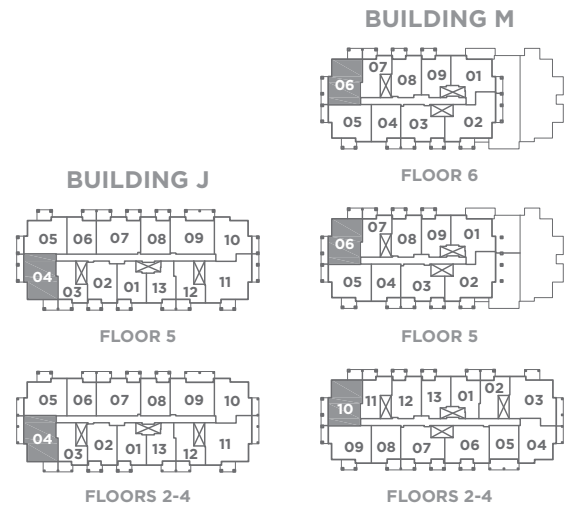 BUILDING M
07 09 01
06 08
05 04 03 02
FLOOR 6
BUILDING J
05 06 07 08 09 10
04
03 02 01 13 12 11
FLOOR 5
07 09 01
06 08
05 04 03 02
FLOOR 5
05 06 07 08 09 10
04
03 02 01 13 12 11
FLOORS 2-4
11 12 13 01 02 03
10
09 08 07 06 05 04
FLOORS 2-4